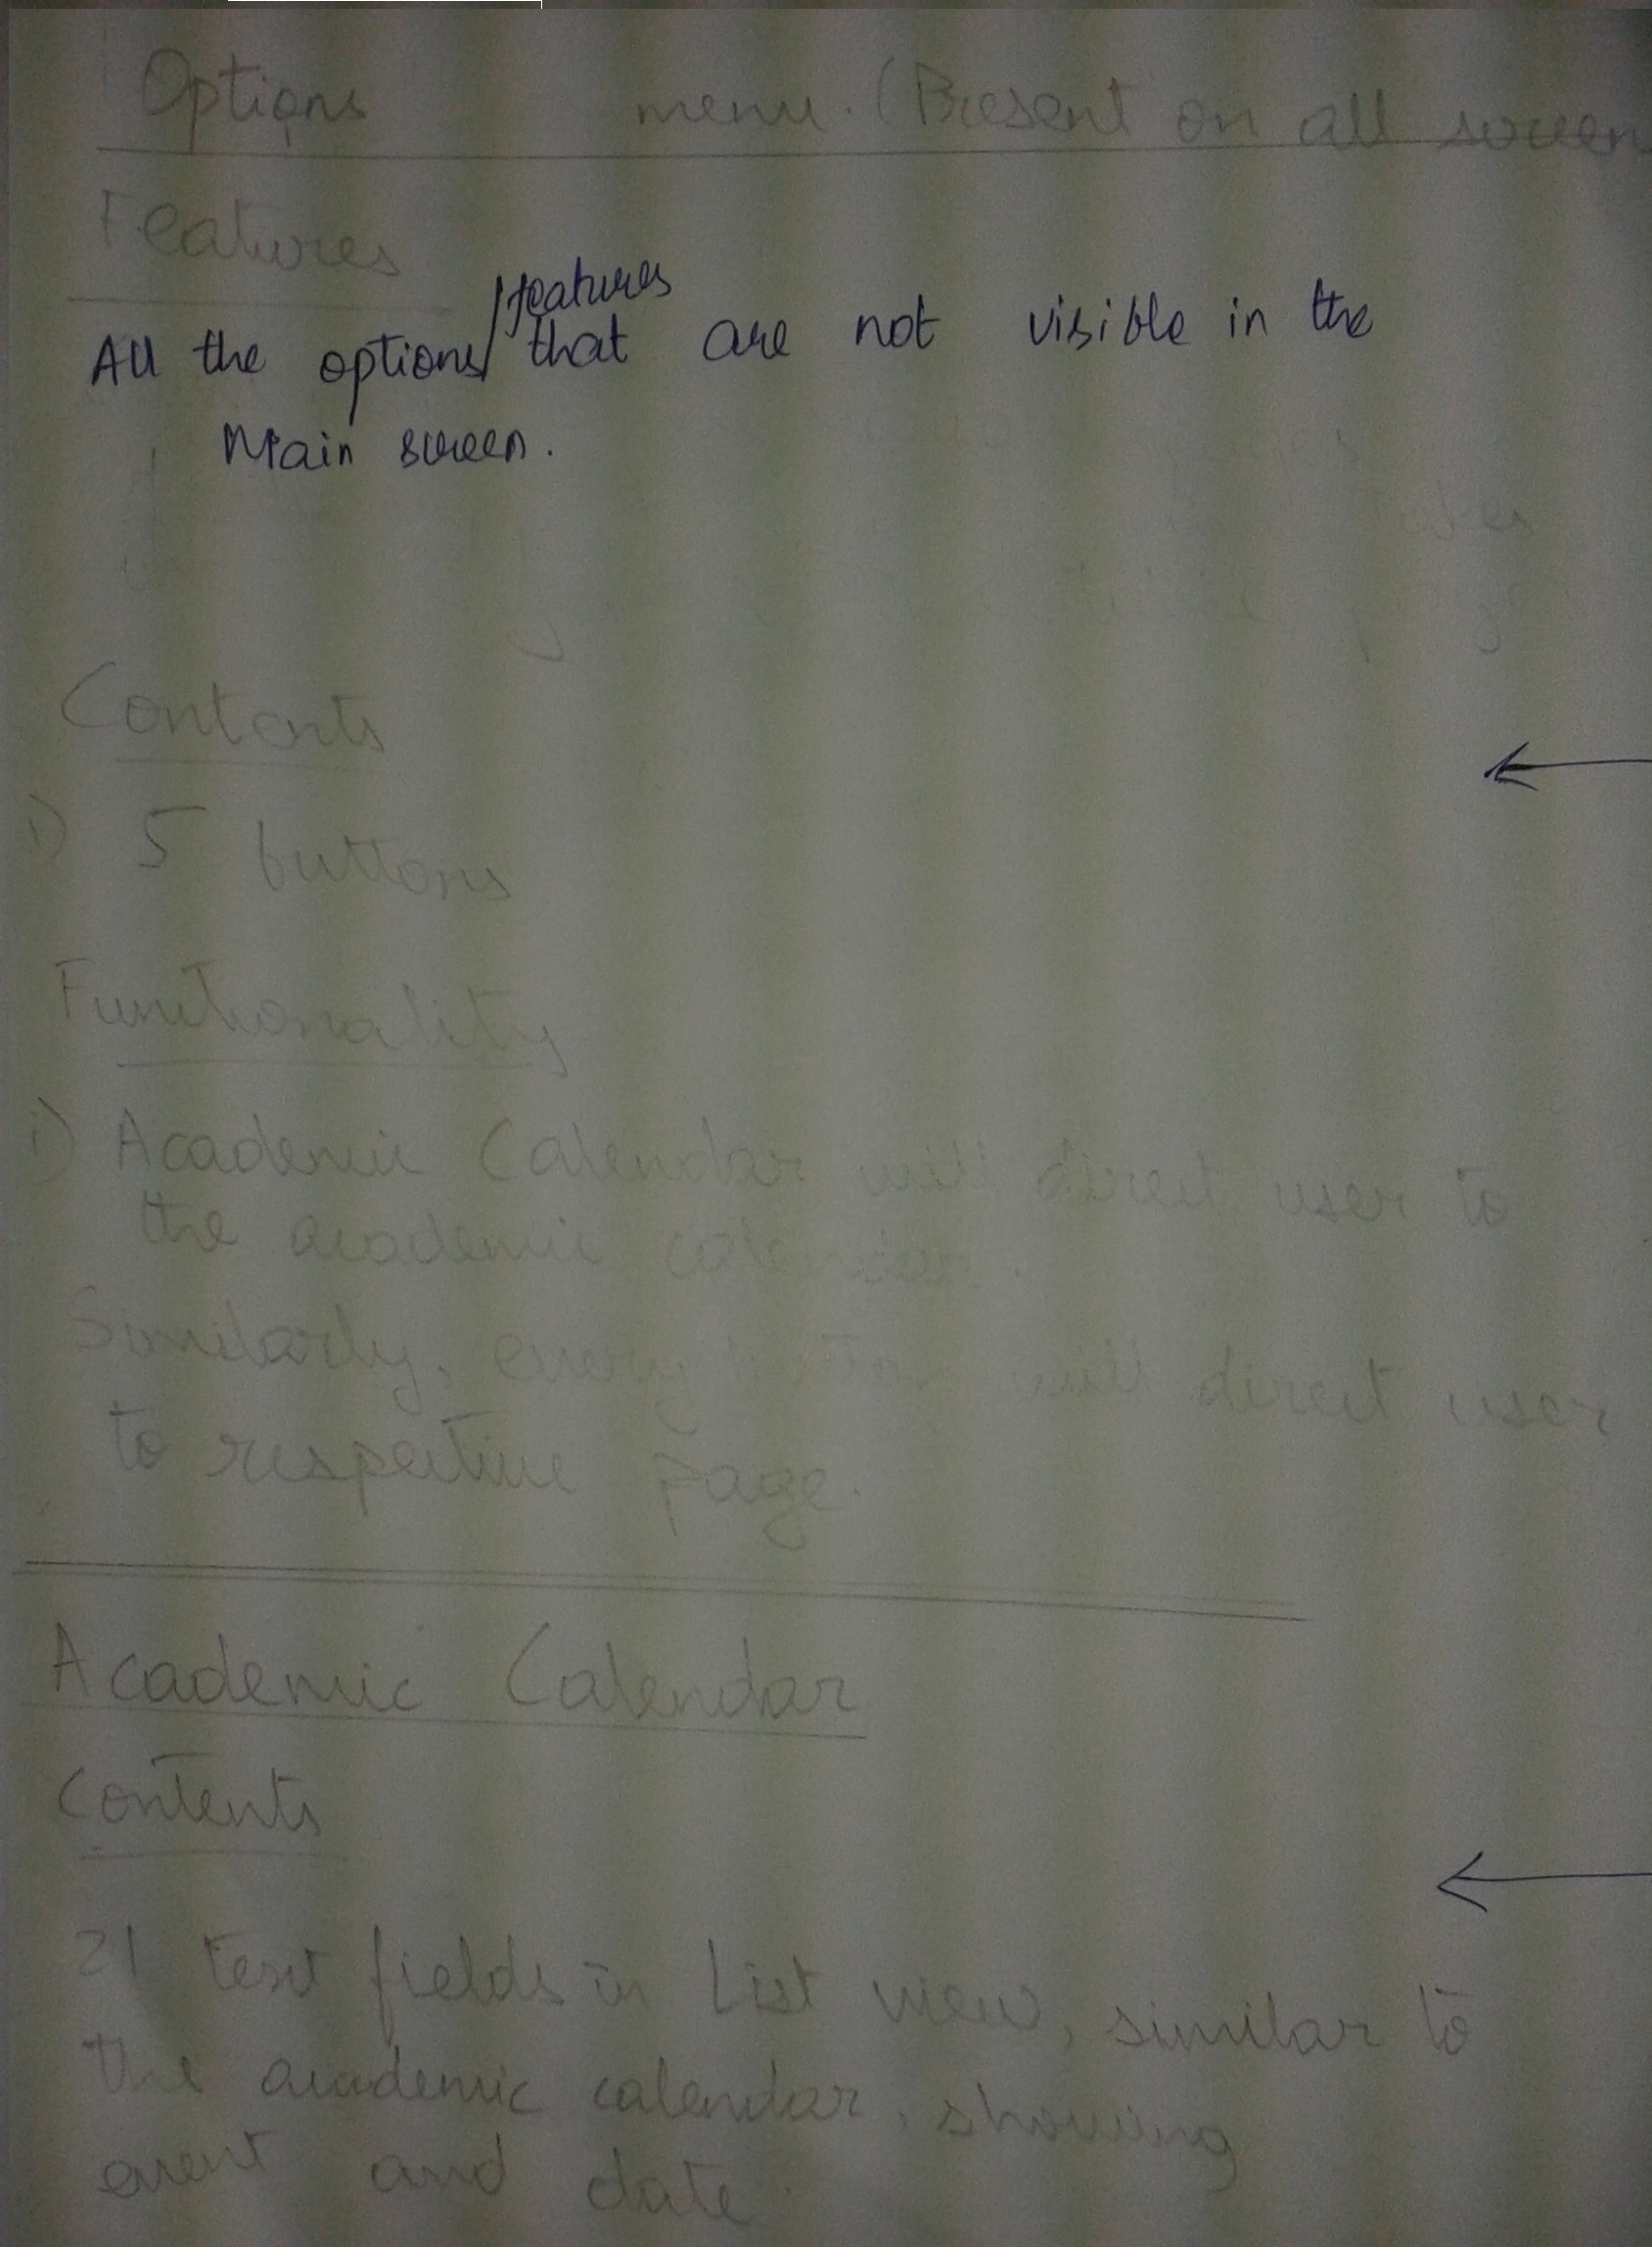 Options menu. (Present on all screen
Features
All the options/features that are not visible in the
Main screen.
Contents
1) 5 buttons
Functionality
1) Academic Calendar will direct user to
the academic calendar.
Similarly, every button will direct user
to respective page.
Academic Calendar
Contents
21 text fields in List view, similar to
the academic calendar, showing
event and date.